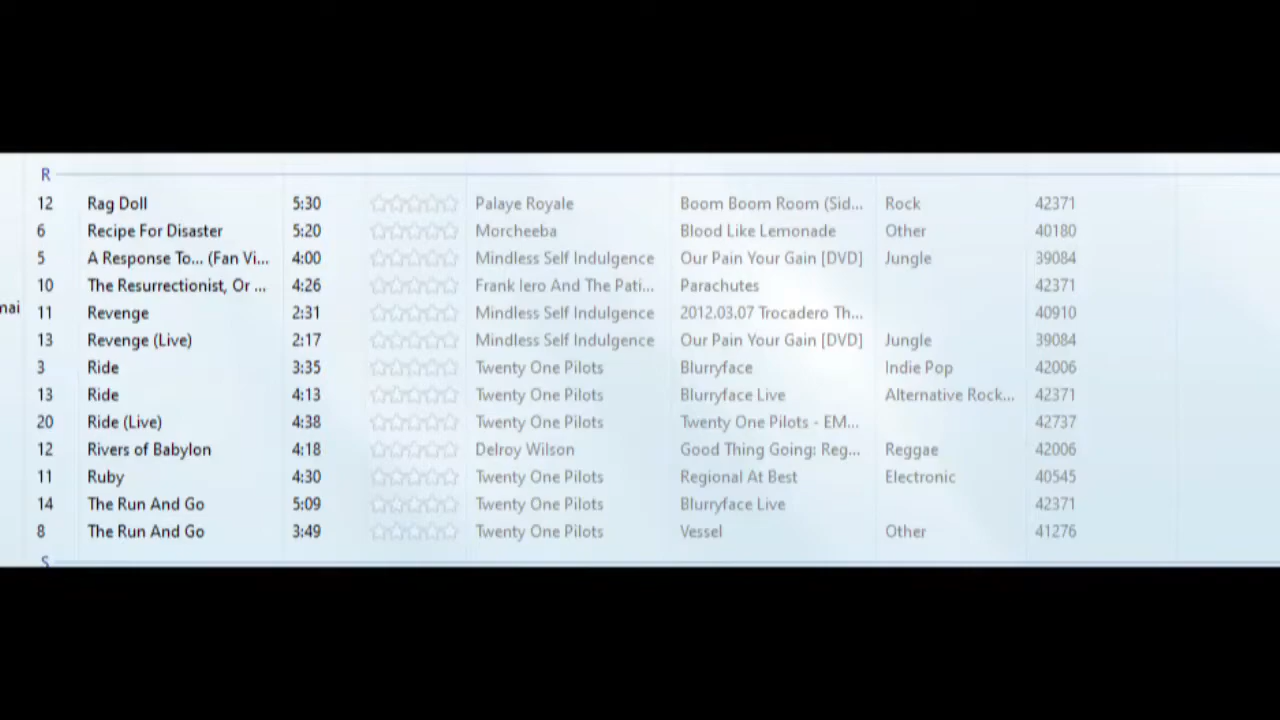 R
12 Rag Doll 5:30 Palaye Royale Boom Boom Room (Sid... Rock 42371
6 Recipe For Disaster 5:20 Morcheeba Blood Like Lemonade Other 40180
5 A Response To... (Fan Vi... 4:00 Mindless Self Indulgence Our Pain Your Gain [DVD] Jungle 39084
10 The Resurrectionist, Or ... 4:26 Frank Iero And The Pati... Parachutes 42371
nai
11 Revenge 2:31 Mindless Self Indulgence 2012.03.07 Trocadero Th... 40910
13 Revenge (Live) 2:17 Mindless Self Indulgence Our Pain Your Gain [DVD] Jungle 39084
3 Ride 3:35 Twenty One Pilots Blurryface Indie Pop 42006
13 Ride 4:13 Twenty One Pilots Blurryface Live Alternative Rock... 42371
20 Ride (Live) 4:38 Twenty One Pilots Twenty One Pilots - EM... 42737
12 Rivers of Babylon 4:18 Delroy Wilson Good Thing Going: Reg... Reggae 42006
11 Ruby 4:30 Twenty One Pilots Regional At Best Electronic 40545
14 The Run And Go 5:09 Twenty One Pilots Blurryface Live 42371
8 The Run And Go 3:49 Twenty One Pilots Vessel Other 41276
S